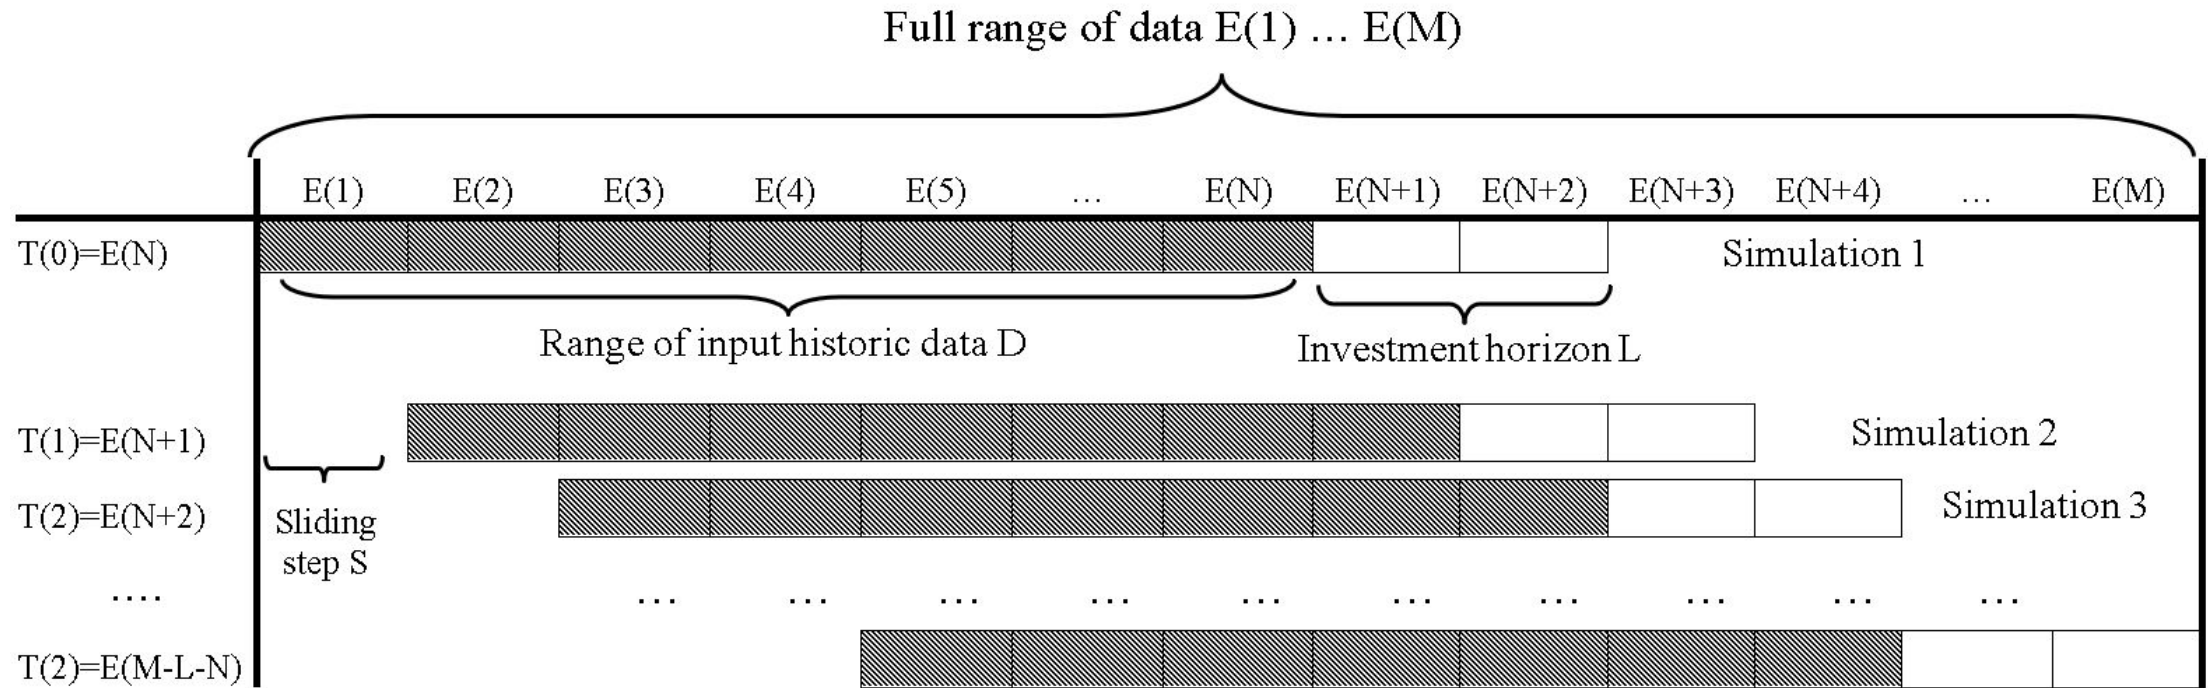 Full range of data E(1) … E(M)
E(1) E(2) E(3) E(4) E(5) … E(N) E(N+1) E(N+2) E(N+3) E(N+4) … E(M)
T(0)=E(N) Simulation 1
Range of input historic data D Investment horizon L
T(1)=E(N+1) Simulation 2
T(2)=E(N+2) Simulation 3
Sliding
step S
…. … … … … … … … … … …
T(2)=E(M-L-N)